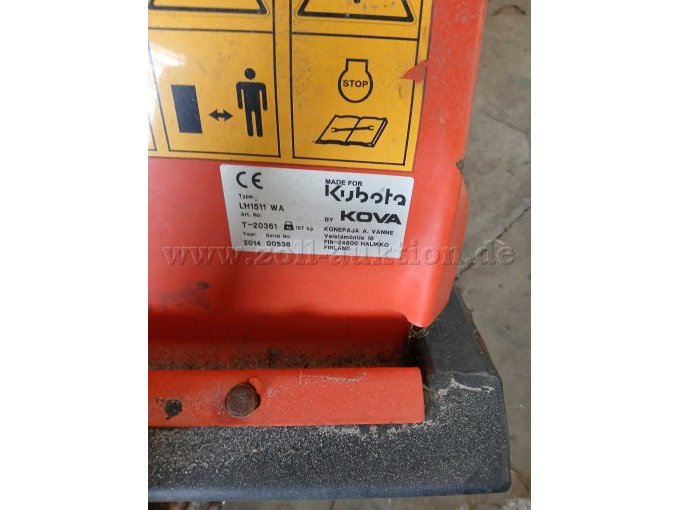 STOP
CE
MADE FOR
Kubota
BY KOVA
Type:
LH1511 WA
Art. No:
T-20361 157 kg
Year: Serial No:
2014 00536
KONEPAJA A. VANNE
Veistämöntie 16
FIN-24800 HALIKKO
FINLAND
www.zoll-auktion.de